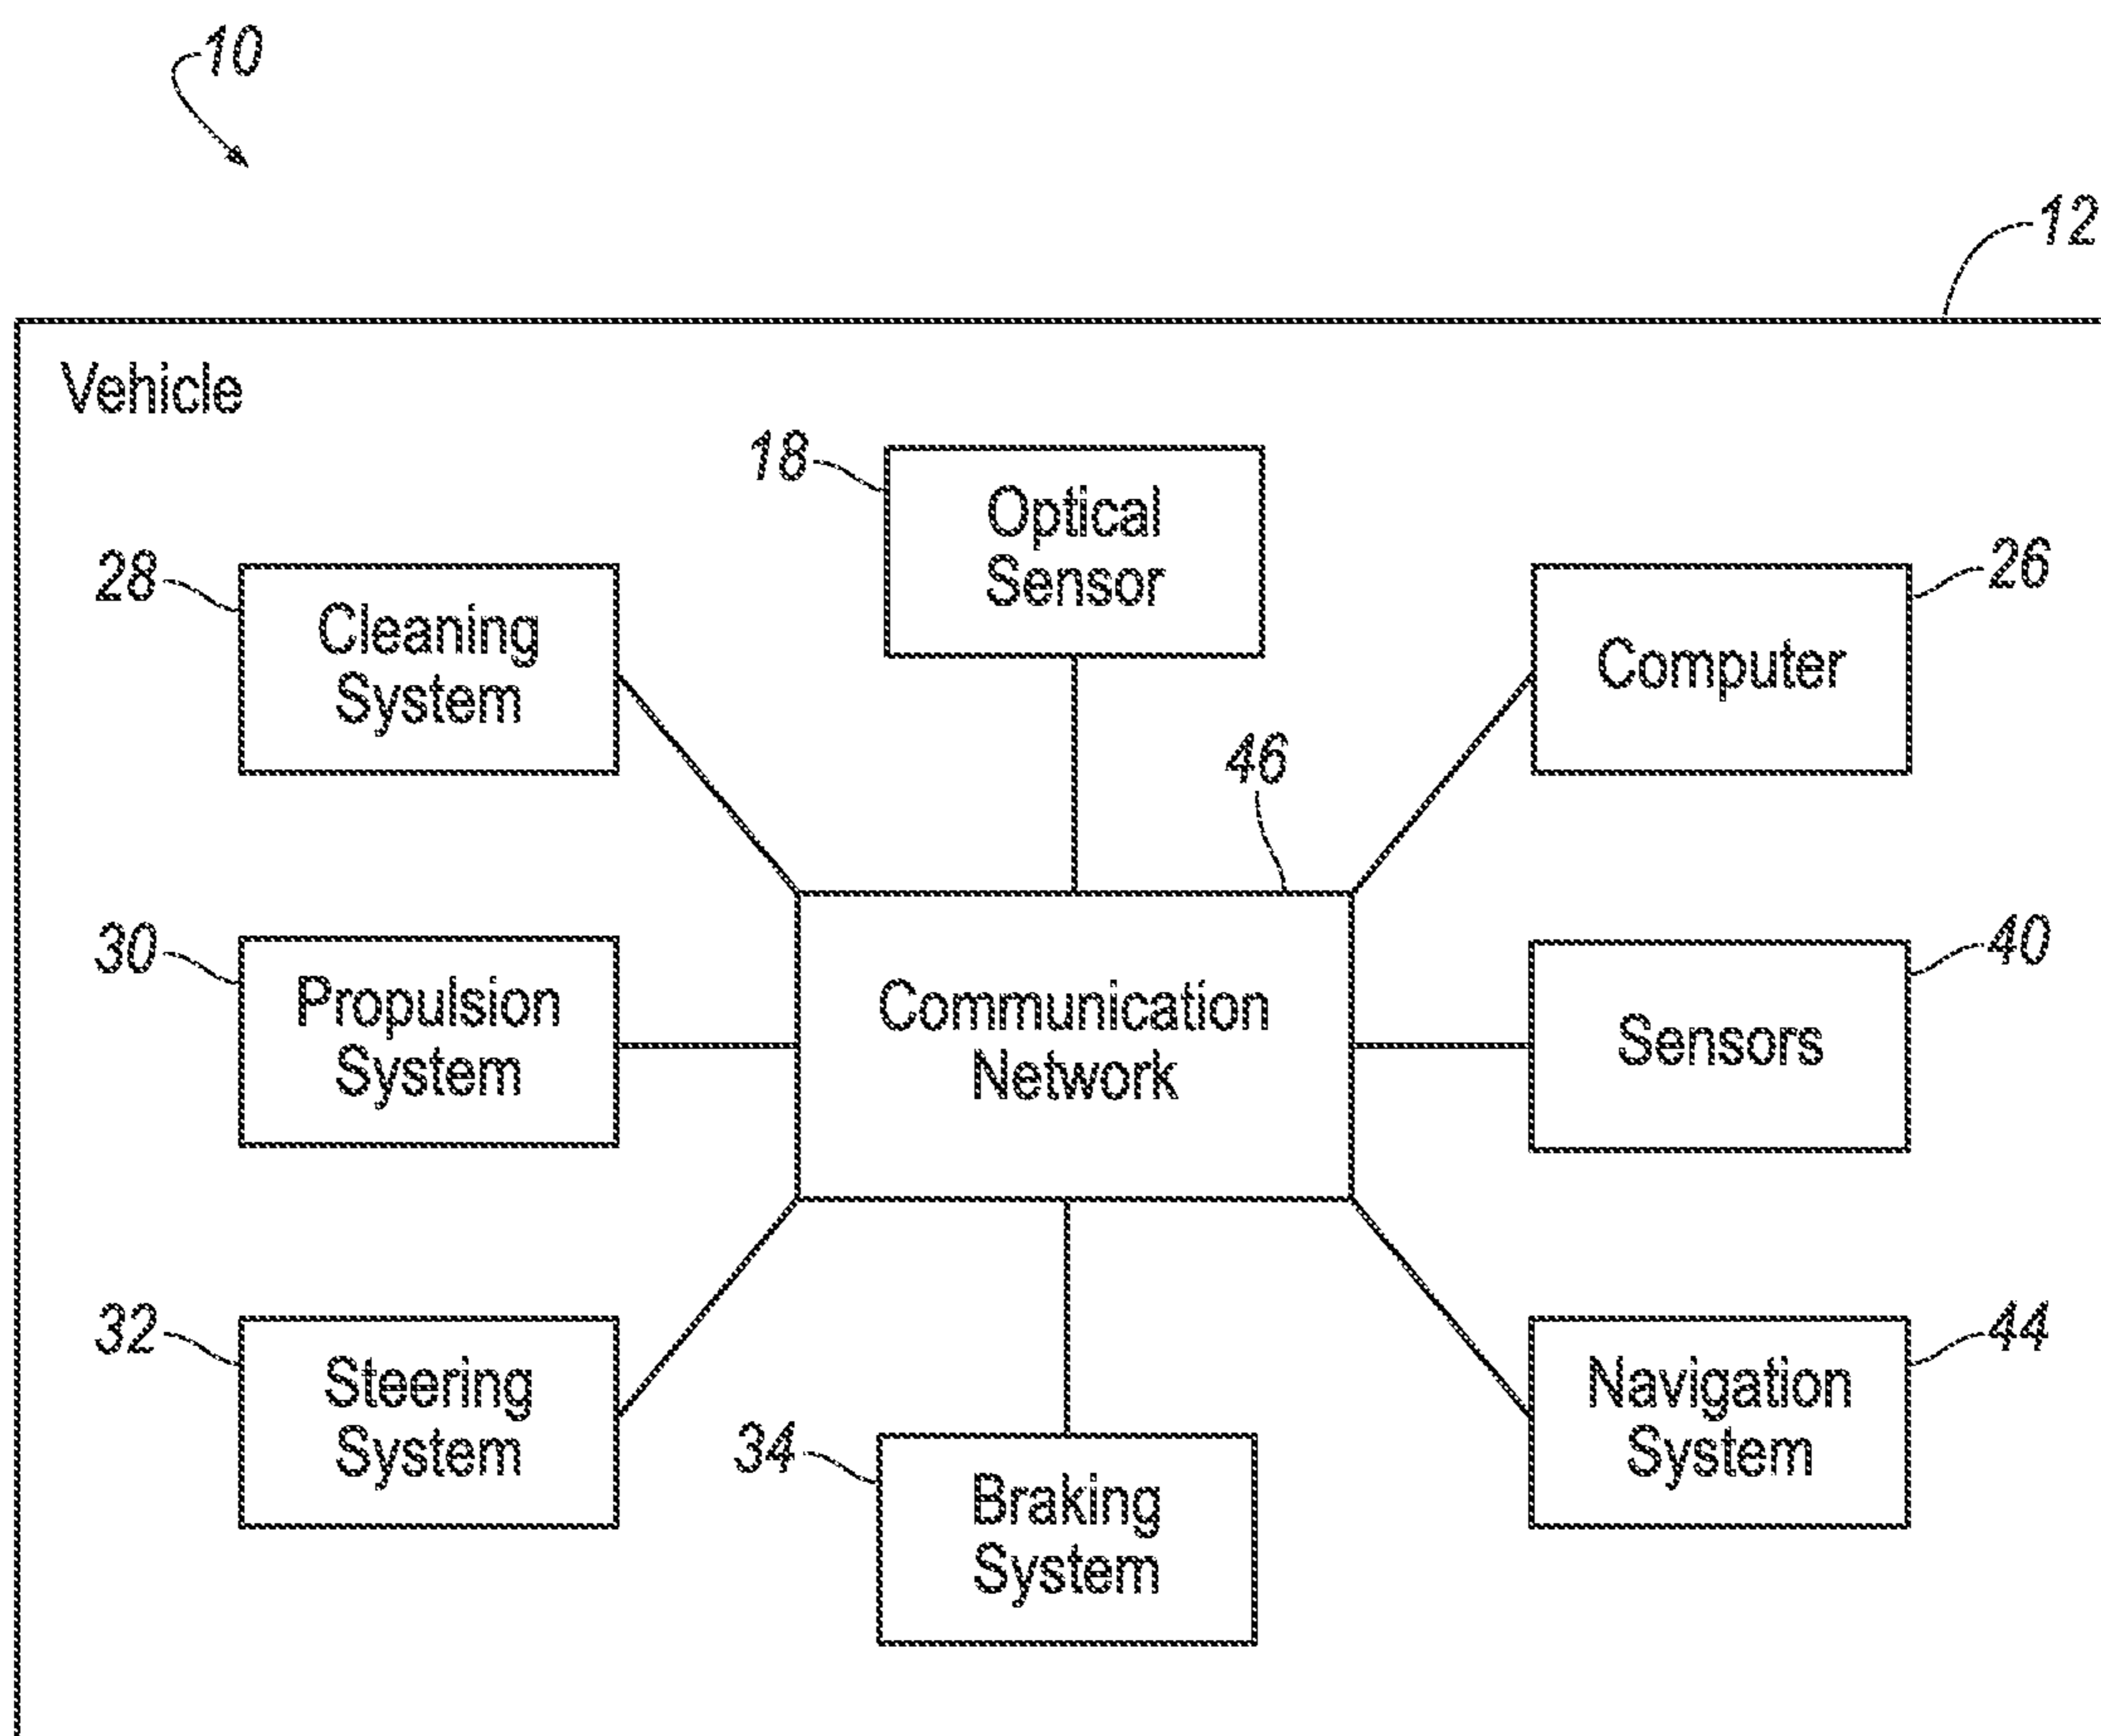 10
12
Vehicle
18
Optical
Sensor
28
Cleaning
System
26
Computer
46
30
Propulsion
System
Communication
Network
40
Sensors
32
Steering
System
34
Braking
System
44
Navigation
System